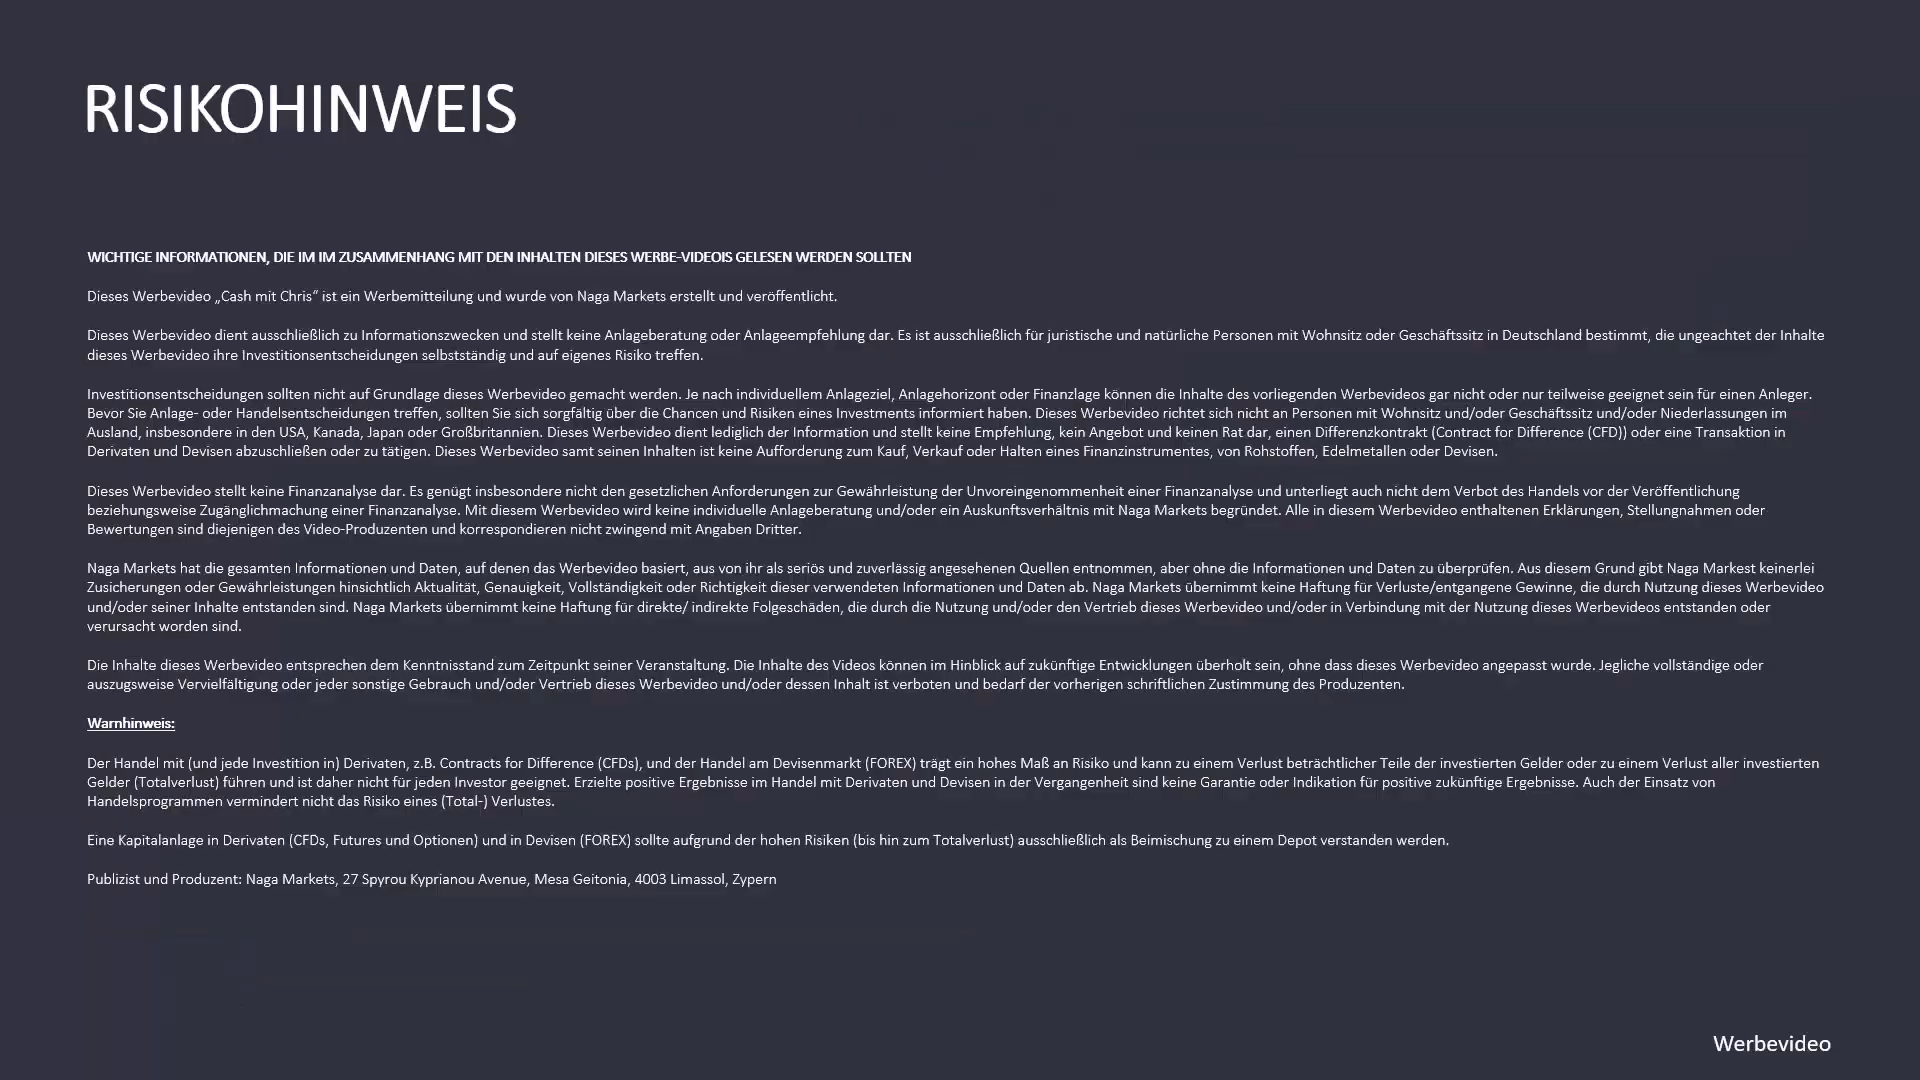 RISIKOHINWEIS
WICHTIGE INFORMATIONEN, DIE IM IM ZUSAMMENHANG MIT DEN INHALTEN DIESES WERBE-VIDEOIS GELESEN WERDEN SOLLTEN
Dieses Werbevideo „Cash mit Chris“ ist ein Werbemitteilung und wurde von Naga Markets erstellt und veröffentlicht.
Dieses Werbevideo dient ausschließlich zu Informationszwecken und stellt keine Anlageberatung oder Anlageempfehlung dar. Es ist ausschließlich für juristische und natürliche Personen mit Wohnsitz oder Geschäftssitz in Deutschland bestimmt, die ungeachtet der Inhalte
dieses Werbevideo ihre Investitionsentscheidungen selbstständig und auf eigenes Risiko treffen.
Investitionsentscheidungen sollten nicht auf Grundlage dieses Werbevideo gemacht werden. Je nach individuellem Anlageziel, Anlagehorizont oder Finanzlage können die Inhalte des vorliegenden Werbevideos gar nicht oder nur teilweise geeignet sein für einen Anleger.
Bevor Sie Anlage- oder Handelsentscheidungen treffen, sollten Sie sich sorgfältig über die Chancen und Risiken eines Investments informiert haben. Dieses Werbevideo richtet sich nicht an Personen mit Wohnsitz und/oder Geschäftssitz und/oder Niederlassungen im
Ausland, insbesondere in den USA, Kanada, Japan oder Großbritannien. Dieses Werbevideo dient lediglich der Information und stellt keine Empfehlung, kein Angebot und keinen Rat dar, einen Differenzkontrakt (Contract for Difference (CFD)) oder eine Transaktion in
Derivaten und Devisen abzuschließen oder zu tätigen. Dieses Werbevideo samt seinen Inhalten ist keine Aufforderung zum Kauf, Verkauf oder Halten eines Finanzinstrumentes, von Rohstoffen, Edelmetallen oder Devisen.
Dieses Werbevideo stellt keine Finanzanalyse dar. Es genügt insbesondere nicht den gesetzlichen Anforderungen zur Gewährleistung der Unvoreingenommenheit einer Finanzanalyse und unterliegt auch nicht dem Verbot des Handels vor der Veröffentlichung
beziehungsweise Zugänglichmachung einer Finanzanalyse. Mit diesem Werbevideo wird keine individuelle Anlageberatung und/oder ein Auskunftsverhältnis mit Naga Markets begründet. Alle in diesem Werbevideo enthaltenen Erklärungen, Stellungnahmen oder
Bewertungen sind diejenigen des Video-Produzenten und korrespondieren nicht zwingend mit Angaben Dritter.
Naga Markets hat die gesamten Informationen und Daten, auf denen das Werbevideo basiert, aus von ihr als seriös und zuverlässig angesehenen Quellen entnommen, aber ohne die Informationen und Daten zu überprüfen. Aus diesem Grund gibt Naga Markest keinerlei
Zusicherungen oder Gewährleistungen hinsichtlich Aktualität, Genauigkeit, Vollständigkeit oder Richtigkeit dieser verwendeten Informationen und Daten ab. Naga Markets übernimmt keine Haftung für Verluste/entgangene Gewinne, die durch Nutzung dieses Werbevideo
und/oder seiner Inhalte entstanden sind. Naga Markets übernimmt keine Haftung für direkte/ indirekte Folgeschäden, die durch die Nutzung und/oder den Vertrieb dieses Werbevideo und/oder in Verbindung mit der Nutzung dieses Werbevideos entstanden oder
verursacht worden sind.
Die Inhalte dieses Werbevideo entsprechen dem Kenntnisstand zum Zeitpunkt seiner Veranstaltung. Die Inhalte des Videos können im Hinblick auf zukünftige Entwicklungen überholt sein, ohne dass dieses Werbevideo angepasst wurde. Jegliche vollständige oder
auszugsweise Vervielfältigung oder jeder sonstige Gebrauch und/oder Vertrieb dieses Werbevideo und/oder dessen Inhalt ist verboten und bedarf der vorherigen schriftlichen Zustimmung des Produzenten.
Warnhinweis:
Der Handel mit (und jede Investition in) Derivaten, z.B. Contracts for Difference (CFDs), und der Handel am Devisenmarkt (FOREX) trägt ein hohes Maß an Risiko und kann zu einem Verlust beträchtlicher Teile der investierten Gelder oder zu einem Verlust aller investierten
Gelder (Totalverlust) führen und ist daher nicht für jeden Investor geeignet. Erzielte positive Ergebnisse im Handel mit Derivaten und Devisen in der Vergangenheit sind keine Garantie oder Indikation für positive zukünftige Ergebnisse. Auch der Einsatz von
Handelsprogrammen vermindert nicht das Risiko eines (Total-) Verlustes.
Eine Kapitalanlage in Derivaten (CFDs, Futures und Optionen) und in Devisen (FOREX) sollte aufgrund der hohen Risiken (bis hin zum Totalverlust) ausschließlich als Beimischung zu einem Depot verstanden werden.
Publizist und Produzent: Naga Markets, 27 Spyrou Kyprianou Avenue, Mesa Geitonia, 4003 Limassol, Zypern
Werbevideo